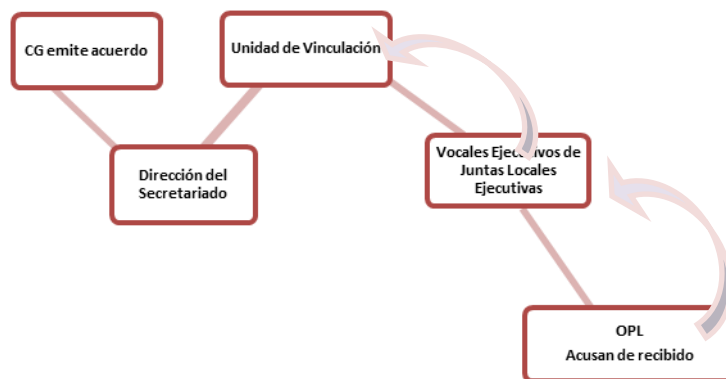 CG emite acuerdo
Dirección del
Secretariado
Unidad de Vinculación
Vocales Ejecutivos de
Juntas Locales
Ejecutivas
OPL
Acusan de recibido